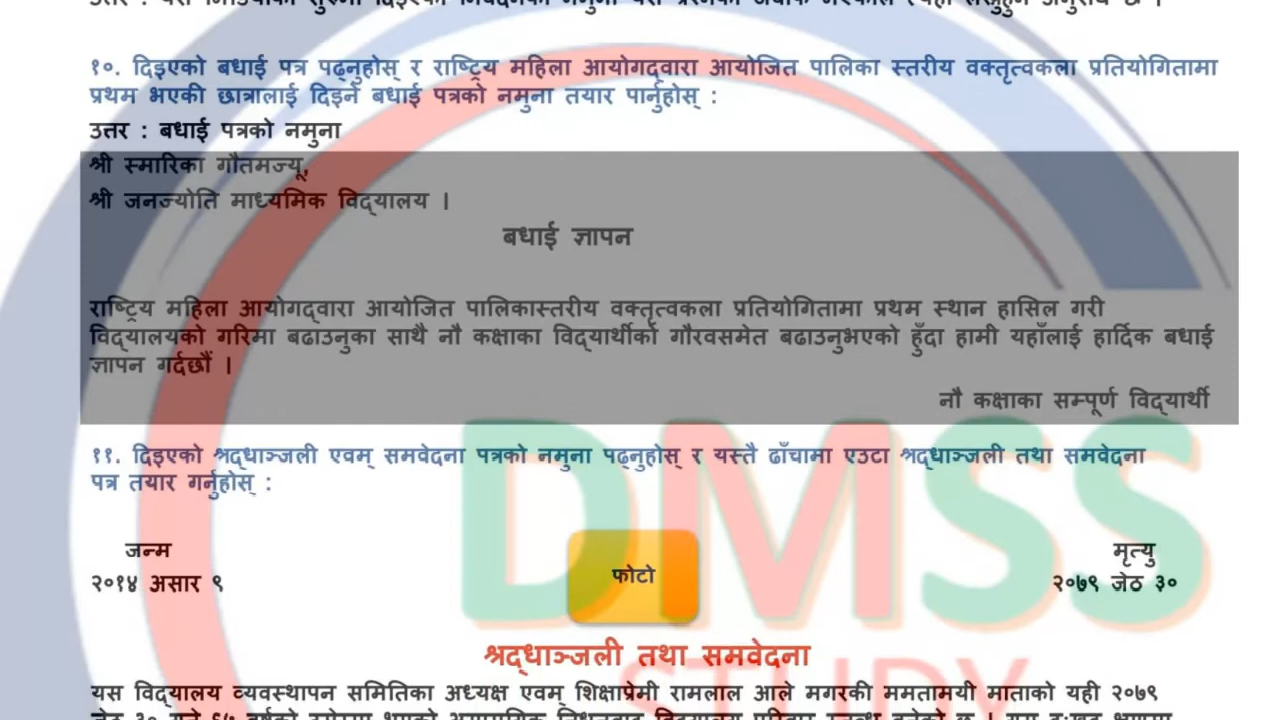 १०. दिइएको बधाई पत्र पढ्नुहोस् र राष्ट्रिय महिला आयोगद्वारा आयोजित पालिका स्तरीय वक्तृत्वकला प्रतियोगितामा
प्रथम भएकी छात्रालाई दिइने बधाई पत्रको नमुना तयार पार्नुहोस् :
उत्तर : बधाई पत्रको नमुना
श्री स्मारिका गौतमज्यू,
श्री जनज्योति माध्यमिक विद्यालय ।
बधाई ज्ञापन
राष्ट्रिय महिला आयोगद्वारा आयोजित पालिकास्तरीय वक्तृत्वकला प्रतियोगितामा प्रथम स्थान हासिल गरी
विद्यालयको गरिमा बढाउनुका साथै नौ कक्षाका विद्यार्थीको गौरवसमेत बढाउनुभएको हुँदा हामी यहाँलाई हार्दिक बधाई
ज्ञापन गर्दछौं ।
नौ कक्षाका सम्पूर्ण विद्यार्थी
११. दिइएको श्रद्धाञ्जली एवम् समवेदना पत्रको नमुना पढ्नुहोस् र यस्तै ढाँचामा एउटा श्रद्धाञ्जली तथा समवेदना
पत्र तयार गर्नुहोस् :
जन्म मृत्यु
२०१४ असार ९ फोटो २०७९ जेठ ३०
श्रद्धाञ्जली तथा समवेदना
यस विद्यालय व्यवस्थापन समितिका अध्यक्ष एवम् शिक्षाप्रेमी रामलाल आले मगरकी ममतामयी माताको यही २०७९
DMSS
STUDY